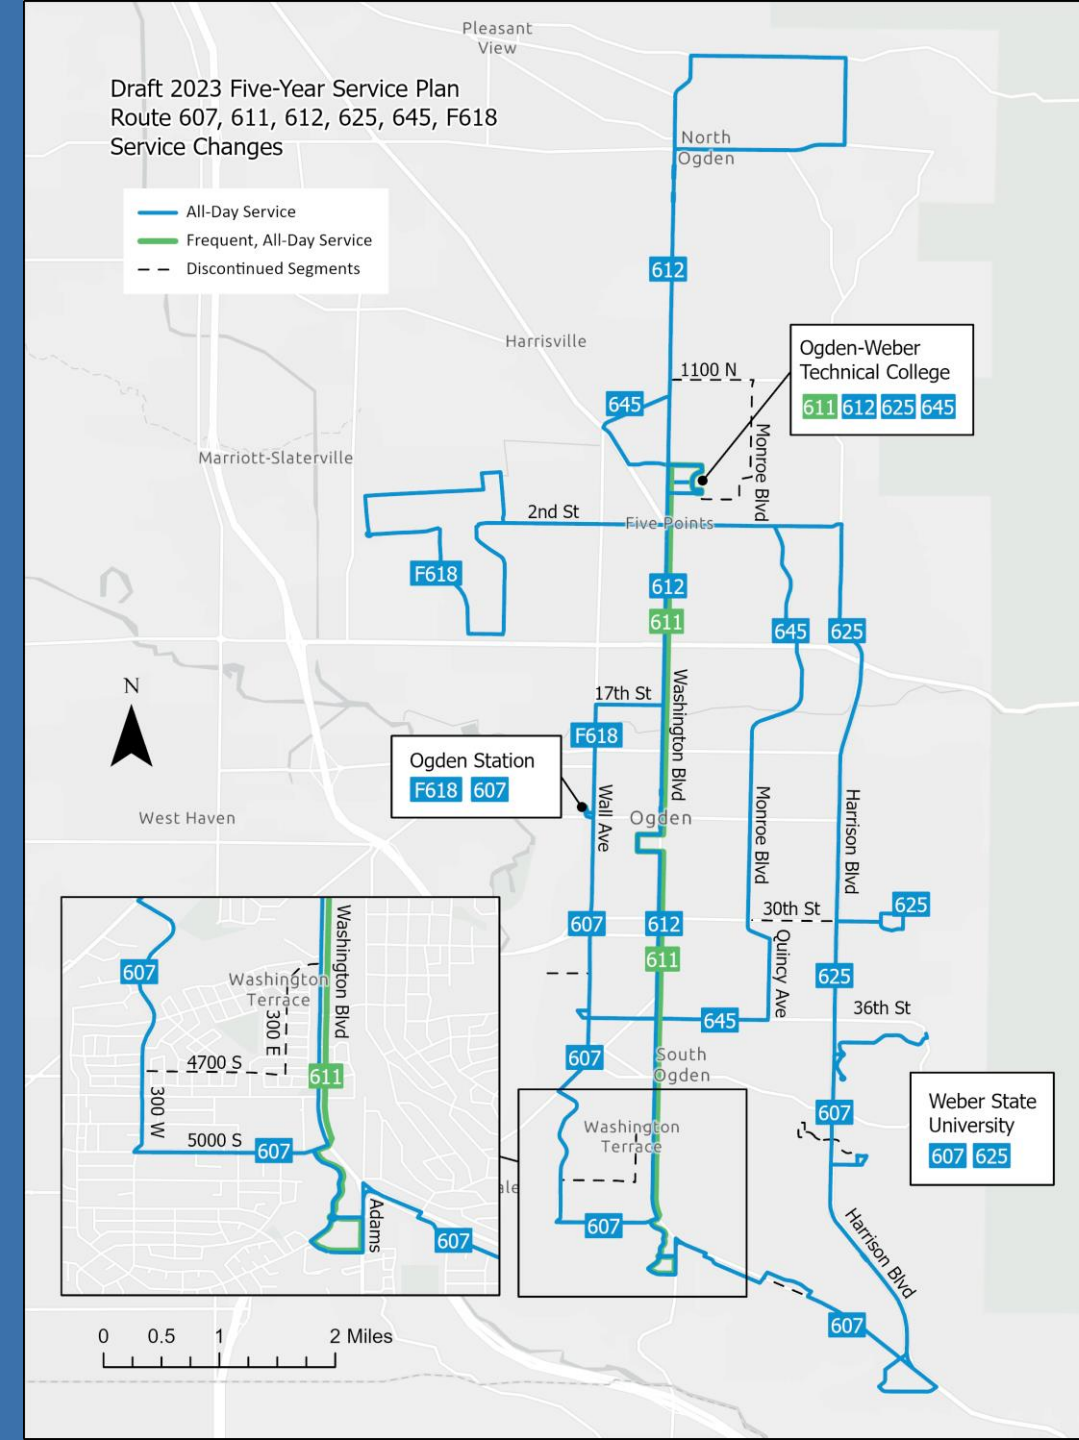 Pleasant
View
Draft 2023 Five-Year Service Plan
Route 607, 611, 612, 625, 645, F618
Service Changes
North
Ogden
All-Day Service
Frequent, All-Day Service
Discontinued Segments
612
Harrisville
Ogden-Weber
Technical College
611 612 625 645
1100 N
645
Monroe Blvd
Marriott-Slaterville
2nd St
Five Points
F618
612
611
645
625
N
17th St
Washington Blvd
F618
Ogden Station
F618 607
Wall Ave
Monroe Blvd
Harrison Blvd
West Haven
Ogden
30th St
625
607
612
611
Quincy Ave
625
36th St
645
607
South
Ogden
Weber State
University
607 625
607
Washington
Terrace
607
Harrison Blvd
607
Washington Blvd
607
Washington
Terrace
300 E
4700 S
611
300 W
5000 S
607
Adams
607
0 0.5 1 2 Miles